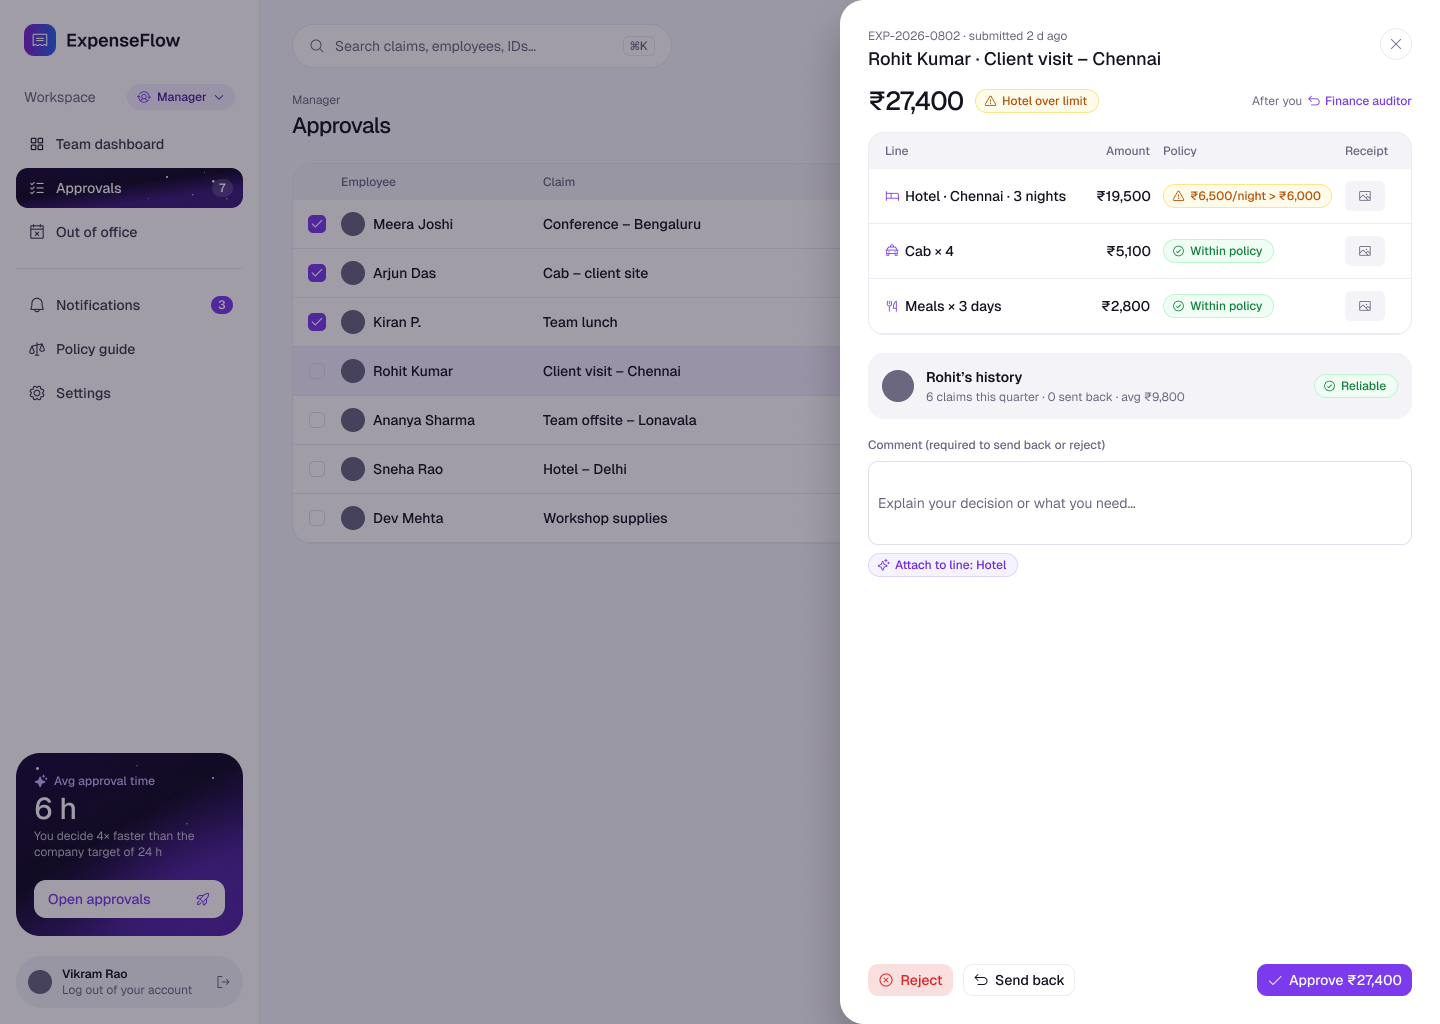 ExpenseFlow
Workspace
Manager
Team dashboard
Approvals
7
Out of office
Notifications
3
Policy guide
Settings
Avg approval time
6 h
You decide 4× faster than the
company target of 24 h
Open approvals
Vikram Rao
Log out of your account
Search claims, employees, IDs...
⌘K
Manager
Approvals
Employee Claim
Meera Joshi Conference – Bengaluru
Arjun Das Cab – client site
Kiran P. Team lunch
Rohit Kumar Client visit – Chennai
Ananya Sharma Team offsite – Lonavala
Sneha Rao Hotel – Delhi
Dev Mehta Workshop supplies
EXP-2026-0802 · submitted 2 d ago
Rohit Kumar · Client visit – Chennai
₹27,400 Hotel over limit After you Finance auditor
Line Amount Policy Receipt
Hotel · Chennai · 3 nights ₹19,500 ₹6,500/night > ₹6,000
Cab × 4 ₹5,100 Within policy
Meals × 3 days ₹2,800 Within policy
Rohit's history
6 claims this quarter · 0 sent back · avg ₹9,800
Reliable
Comment (required to send back or reject)
Explain your decision or what you need...
Attach to line: Hotel
Reject Send back Approve ₹27,400